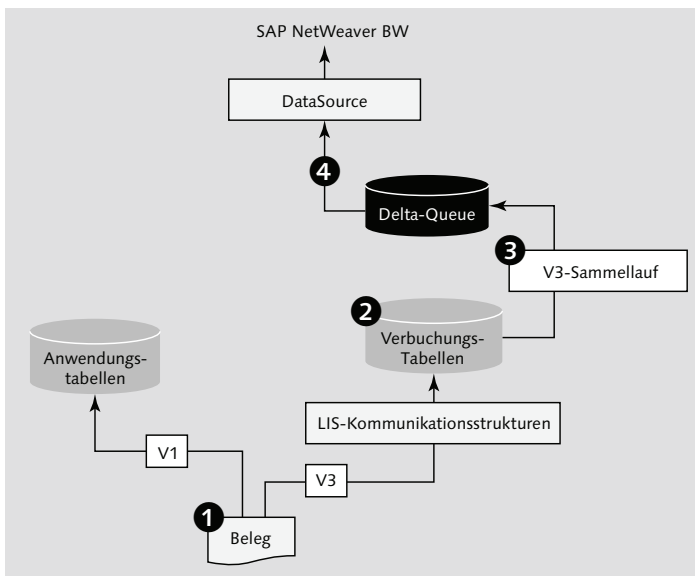 SAP NetWeaver BW
DataSource
4
Delta-Queue
3
V3-Sammellauf
2
Verbuchungs-
Tabellen
Anwendungs-
tabellen
LIS-Kommunikationsstrukturen
V1
V3
1
Beleg